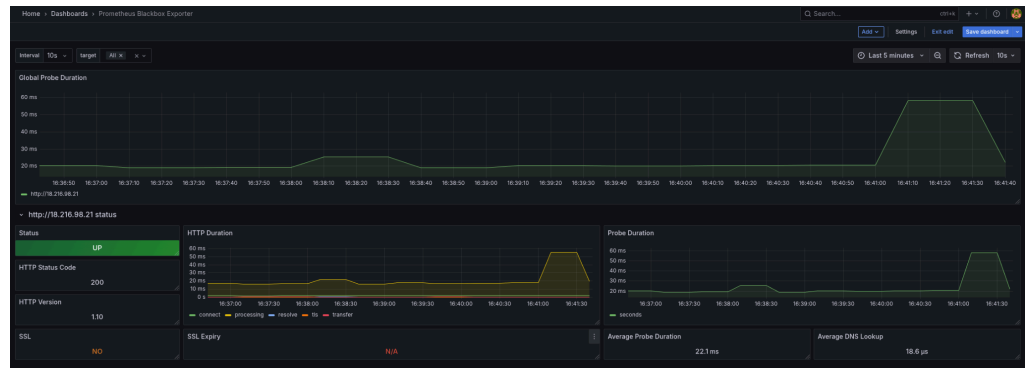 Home › Dashboards › Prometheus Blackbox Exporter
Search... ctrl+k
Add Settings Exit edit Save dashboard
Interval 10s target All × × Last 5 minutes Refresh 10s
Global Probe Duration
60 ms
50 ms
40 ms
30 ms
20 ms
16:36:50 16:37:00 16:37:10 16:37:20 16:37:30 16:37:40 16:37:50 16:38:00 16:38:10 16:38:20 16:38:30 16:38:40 16:38:50 16:39:00 16:39:10 16:39:20 16:39:30 16:39:40 16:39:50 16:40:00 16:40:10 16:40:20 16:40:30 16:40:40 16:40:50 16:41:00 16:41:10 16:41:20 16:41:30 16:41:40
http://18.216.98.21
http://18.216.98.21 status
Status
UP
HTTP Status Code
200
HTTP Version
1.10
SSL
NO
HTTP Duration
60 ms
50 ms
40 ms
30 ms
20 ms
10 ms
0 s
16:37:00 16:37:30 16:38:00 16:38:30 16:39:00 16:39:30 16:40:00 16:40:30 16:41:00 16:41:30
connect processing resolve tls transfer
SSL Expiry
N/A
Probe Duration
60 ms
50 ms
40 ms
30 ms
20 ms
16:37:00 16:37:30 16:38:00 16:38:30 16:39:00 16:39:30 16:40:00 16:40:30 16:41:00 16:41:30
seconds
Average Probe Duration
22.1 ms
Average DNS Lookup
18.6 µs